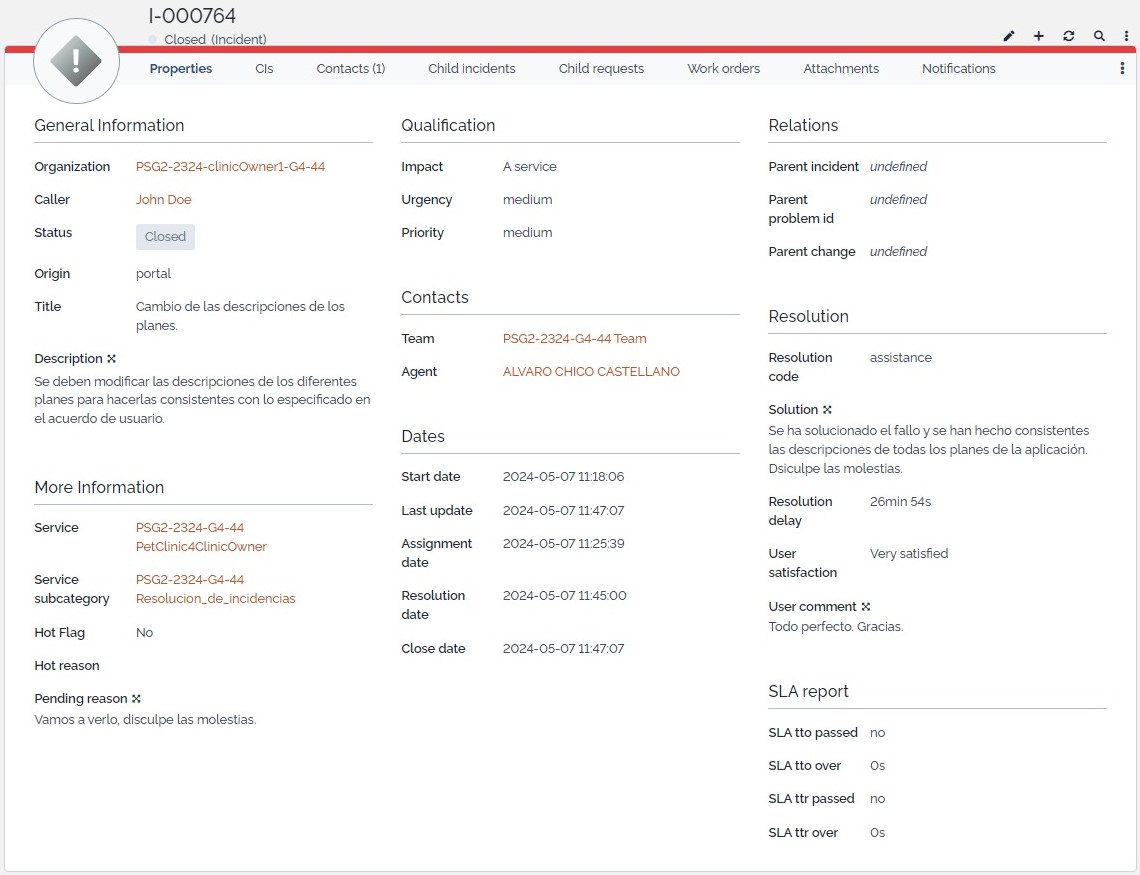 I-000764
Closed (Incident)
Properties
CIs
Contacts (1)
Child incidents
Child requests
Work orders
Attachments
Notifications
General Information
Organization PSG2-2324-clinicOwner1-G4-44
Caller John Doe
Status Closed
Origin portal
Title Cambio de las descripciones de los
planes.
Description
Se deben modificar las descripciones de los diferentes
planes para hacerlas consistentes con lo especificado en
el acuerdo de usuario.
More Information
Service PSG2-2324-G4-44
PetClinic4ClinicOwner
Service PSG2-2324-G4-44
subcategory Resolucion_de_incidencias
Hot Flag No
Hot reason
Pending reason
Vamos a verlo, disculpe las molestias.
Qualification
Impact A service
Urgency medium
Priority medium
Contacts
Team PSG2-2324-G4-44 Team
Agent ALVARO CHICO CASTELLANO
Dates
Start date 2024-05-07 11:18:06
Last update 2024-05-07 11:47:07
Assignment 2024-05-07 11:25:39
date
Resolution 2024-05-07 11:45:00
date
Close date 2024-05-07 11:47:07
Relations
Parent incident undefined
Parent undefined
problem id
Parent change undefined
Resolution
Resolution assistance
code
Solution
Se ha solucionado el fallo y se han hecho consistentes
las descripciones de todas los planes de la aplicación.
Dsiculpe las molestias.
Resolution 26min 54s
delay
User Very satisfied
satisfaction
User comment
Todo perfecto. Gracias.
SLA report
SLA tto passed no
SLA tto over 0s
SLA ttr passed no
SLA ttr over 0s